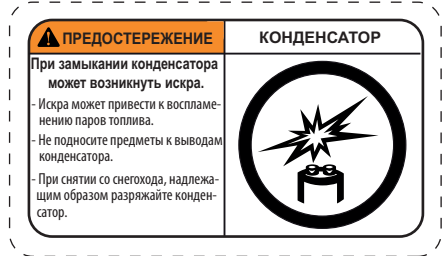 ПРЕДОСТЕРЕЖЕНИЕ
КОНДЕНСАТОР
При замыкании конденсатора
может возникнуть искра.
- Искра может привести к воспламе-
нению паров топлива.
- Не подносите предметы к выводам
конденсатора.
- При снятии со снегохода, надлежа-
щим образом разряжайте конден-
сатор.